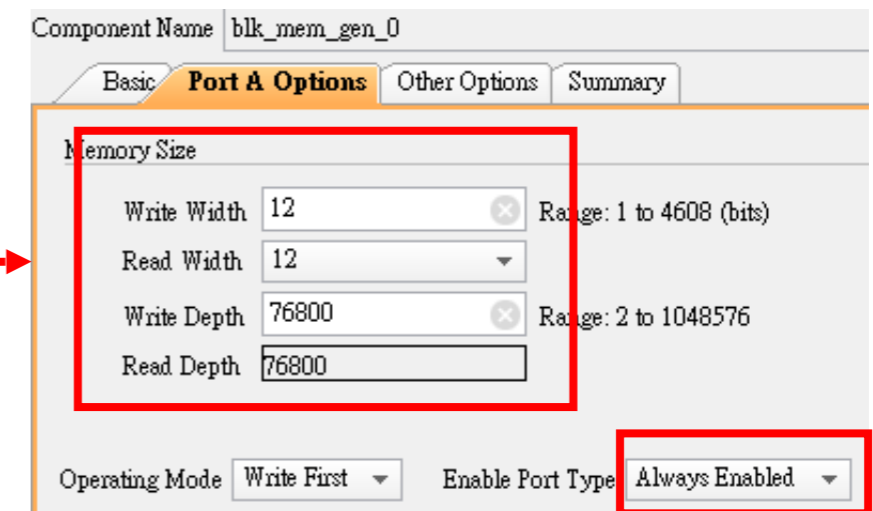 Component Name blk_mem_gen_0
Basic Port A Options Other Options Summary
Memory Size
Write Width 12 Range: 1 to 4608 (bits)
Read Width 12
Write Depth 76800 Range: 2 to 1048576
Read Depth 76800
Operating Mode Write First Enable Port Type Always Enabled